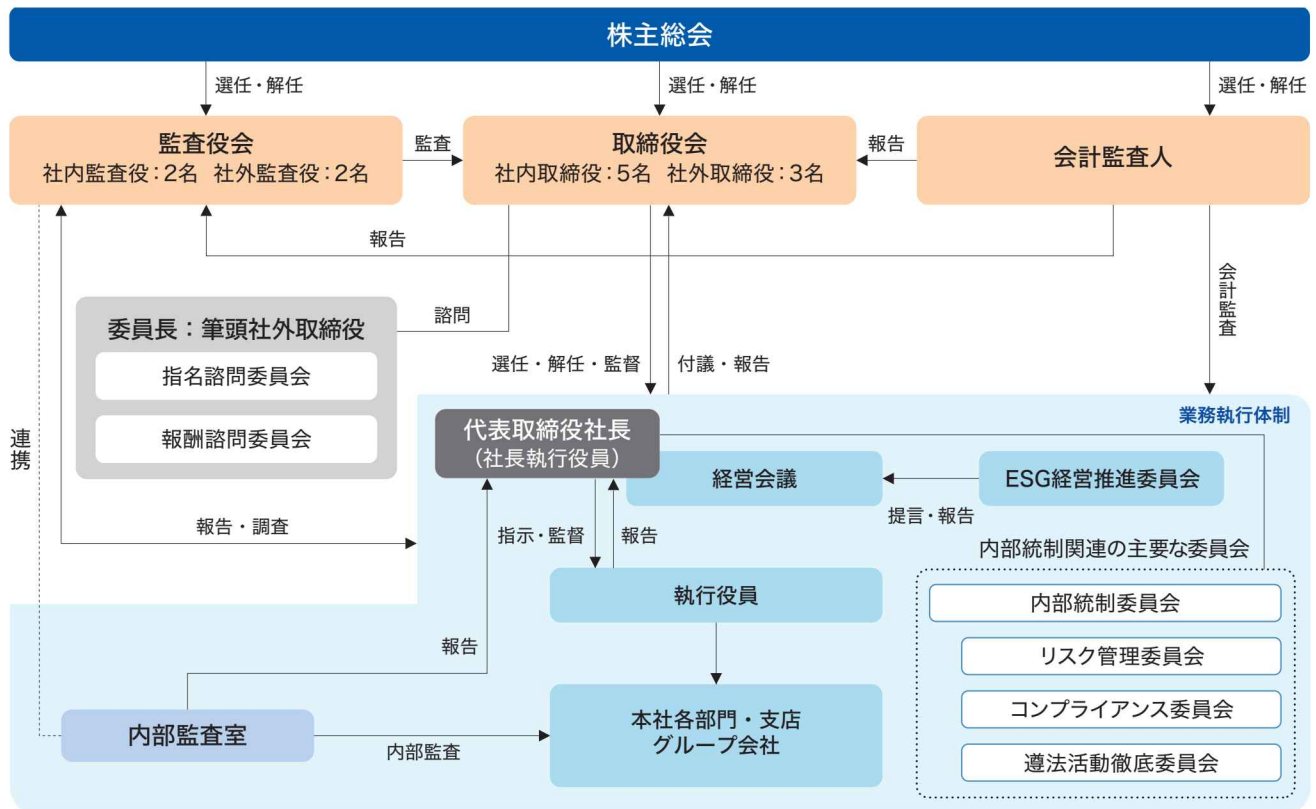 株主総会
選任・解任
選任・解任
選任・解任
監査役会
社内監査役：2名 社外監査役：2名
監査
取締役会
社内取締役：5名 社外取締役：3名
報告
会計監査人
報告
会計監査
委員長：筆頭社外取締役
指名諮問委員会
報酬諮問委員会
諮問
選任・解任・監督
付議・報告
業務執行体制
連携
代表取締役社長
（社長執行役員）
経営会議
ESG経営推進委員会
提言・報告
報告・調査
指示・監督
報告
内部統制関連の主要な委員会
執行役員
内部統制委員会
リスク管理委員会
コンプライアンス委員会
遵法活動徹底委員会
報告
内部監査室
内部監査
本社各部門・支店
グループ会社